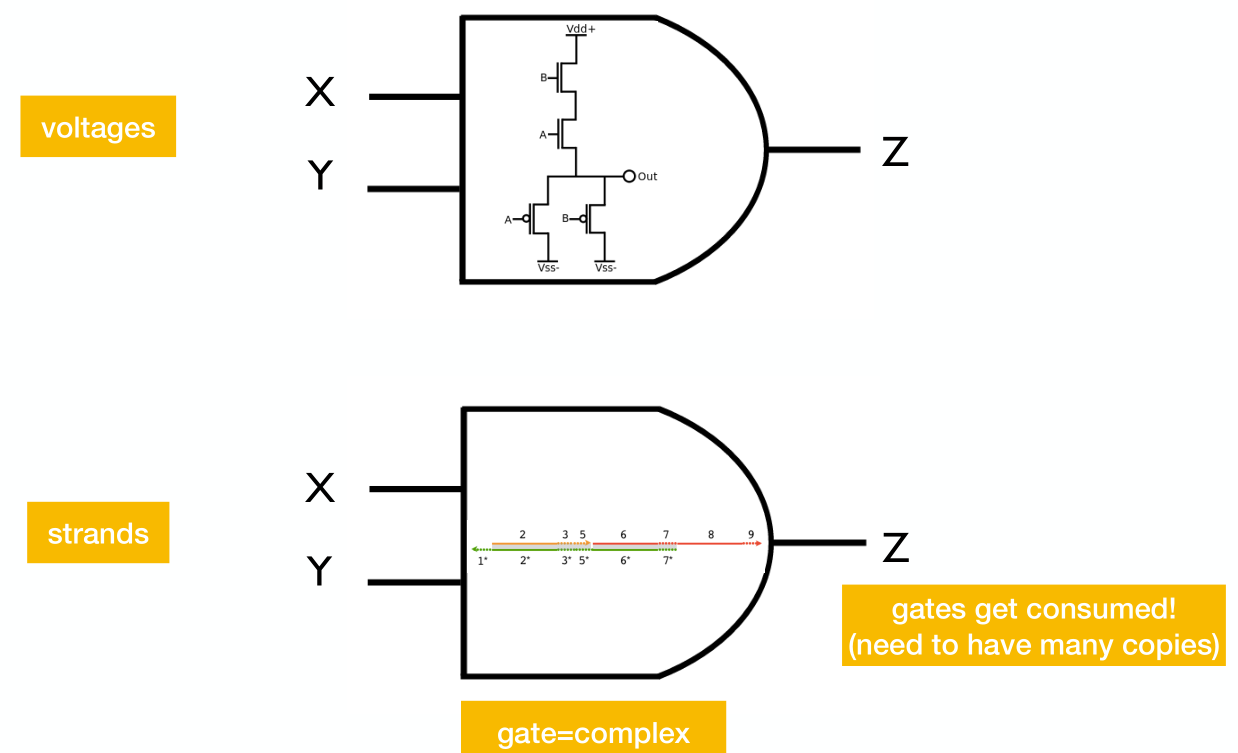 Vdd+
B
X
voltages
A
Z
Y
Out
A
B
Vss-
Vss-
X
strands
2 3 5 6 7 8 9
1* 2* 3* 5* 6* 7*
Z
Y
gates get consumed!
(need to have many copies)
gate=complex